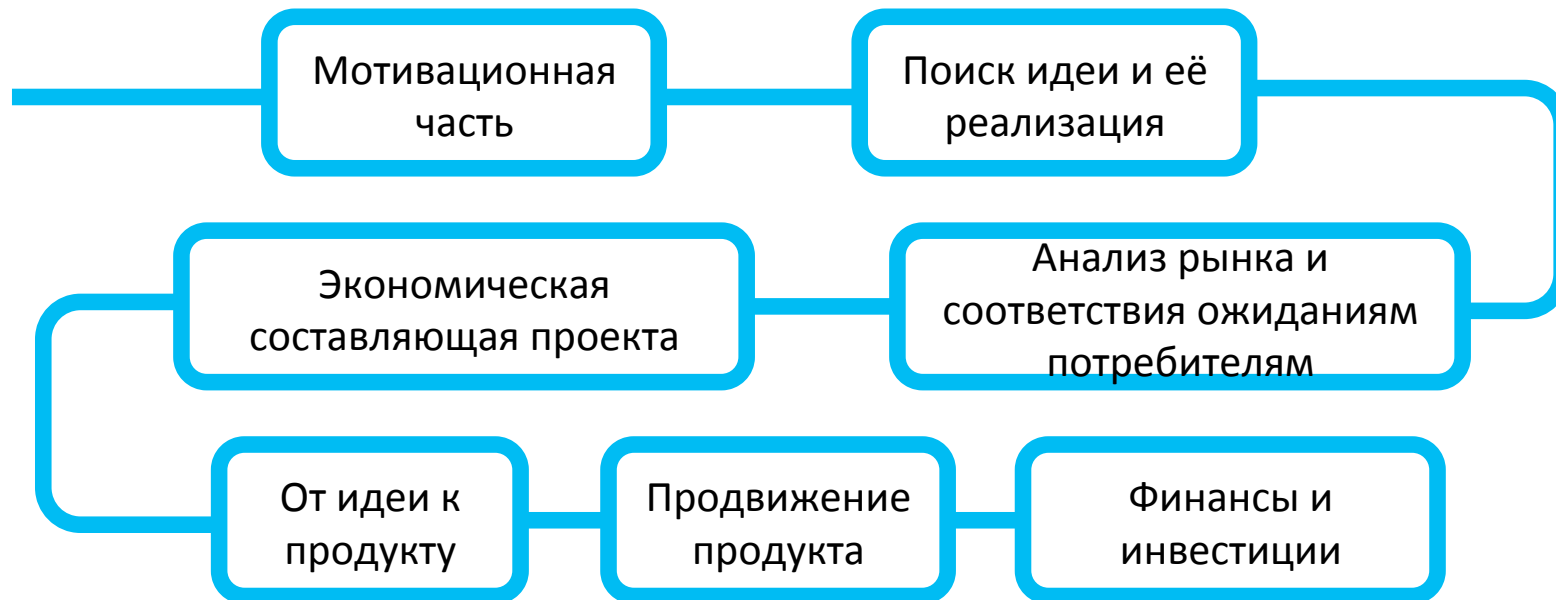 Мотивационная
часть
Поиск идеи и её
реализация
Анализ рынка и
соответствия ожиданиям
потребителям
Экономическая
составляющая проекта
От идеи к
продукту
Продвижение
продукта
Финансы и
инвестиции